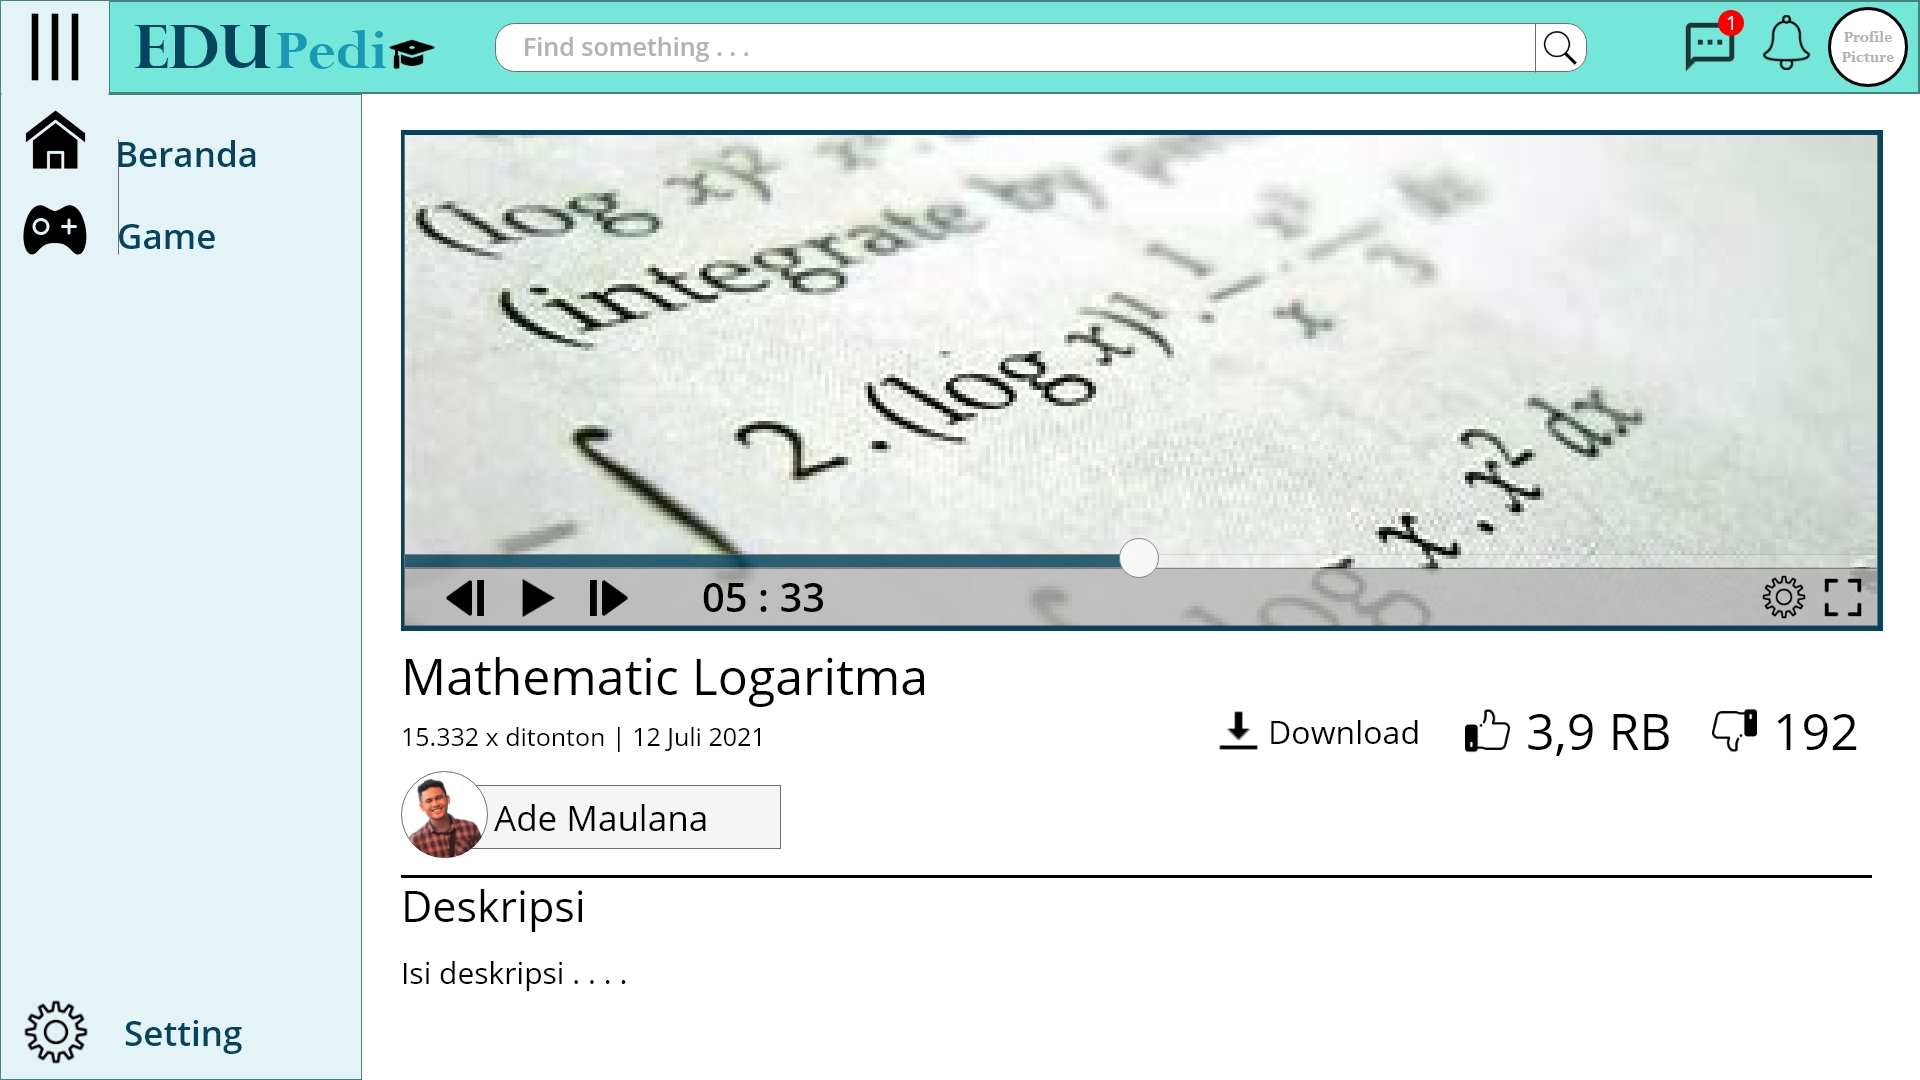 EDUPedi
Find something . . .
1
Profile
Picture
Beranda
Game
(log x)2
(integrate by
2.(log x))
1
x
x.x2 dx
log
05 : 33
Mathematic Logaritma
15.332 x ditonton | 12 Juli 2021
Download
3,9 RB
192
Ade Maulana
Deskripsi
Isi deskripsi . . . .
Setting